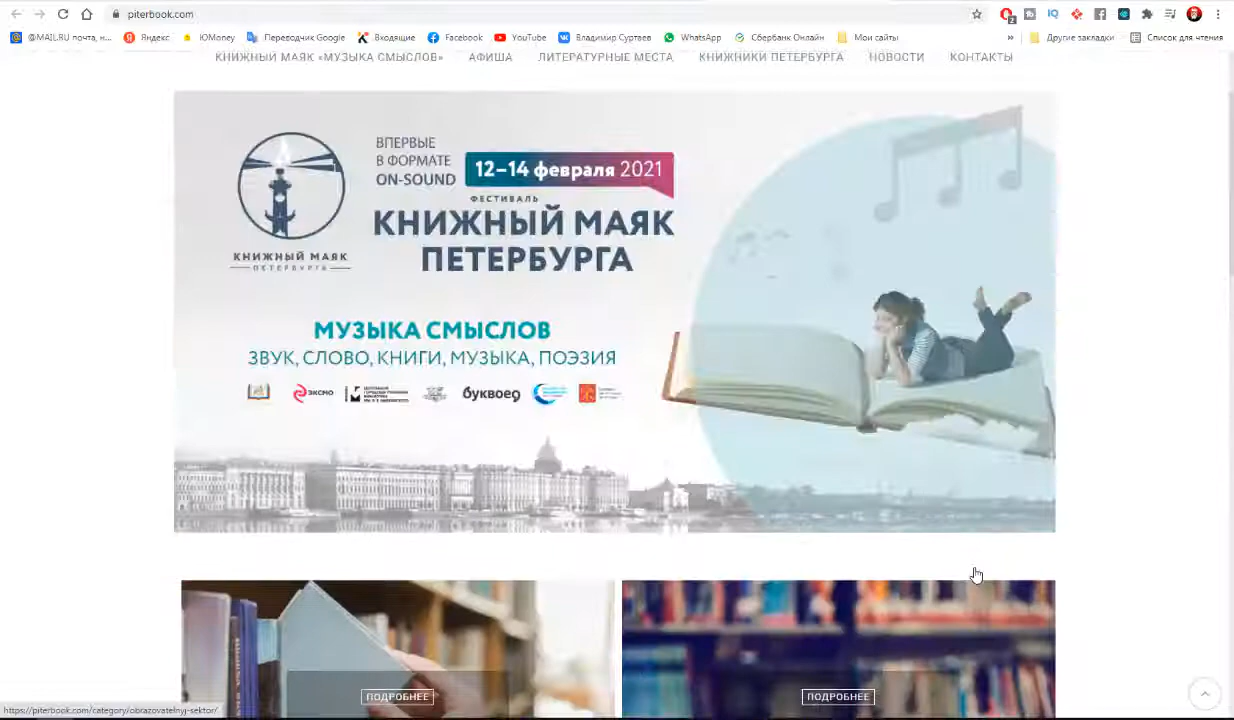 piterbook.com
2
@MAIL.RU почта, н...
Яндекс
ЮMoney
Переводчик Google
Входящие
Facebook
YouTube
Владимир Суртаев
WhatsApp
Сбербанк Онлайн
Мои сайты
»
Другие закладки
Список для чтения
КНИЖНЫЙ МАЯК «МУЗЫКА СМЫСЛОВ»
АФИША
ЛИТЕРАТУРНЫЕ МЕСТА
КНИЖНИКИ ПЕТЕРБУРГА
НОВОСТИ
КОНТАКТЫ
ВПЕРВЫЕ
В ФОРМАТЕ
ON-SOUND
12–14 февраля 2021
ФЕСТИВАЛЬ
КНИЖНЫЙ МАЯК
ПЕТЕРБУРГА
КНИЖНЫЙ МАЯК
ПЕТЕРБУРГА
МУЗЫКА СМЫСЛОВ
ЗВУК, СЛОВО, КНИГИ, МУЗЫКА, ПОЭЗИЯ
ЭКСМО
буквоед
ПОДРОБНЕЕ
ПОДРОБНЕЕ
https://piterbook.com/category/obrazovatelnyj-sektor/